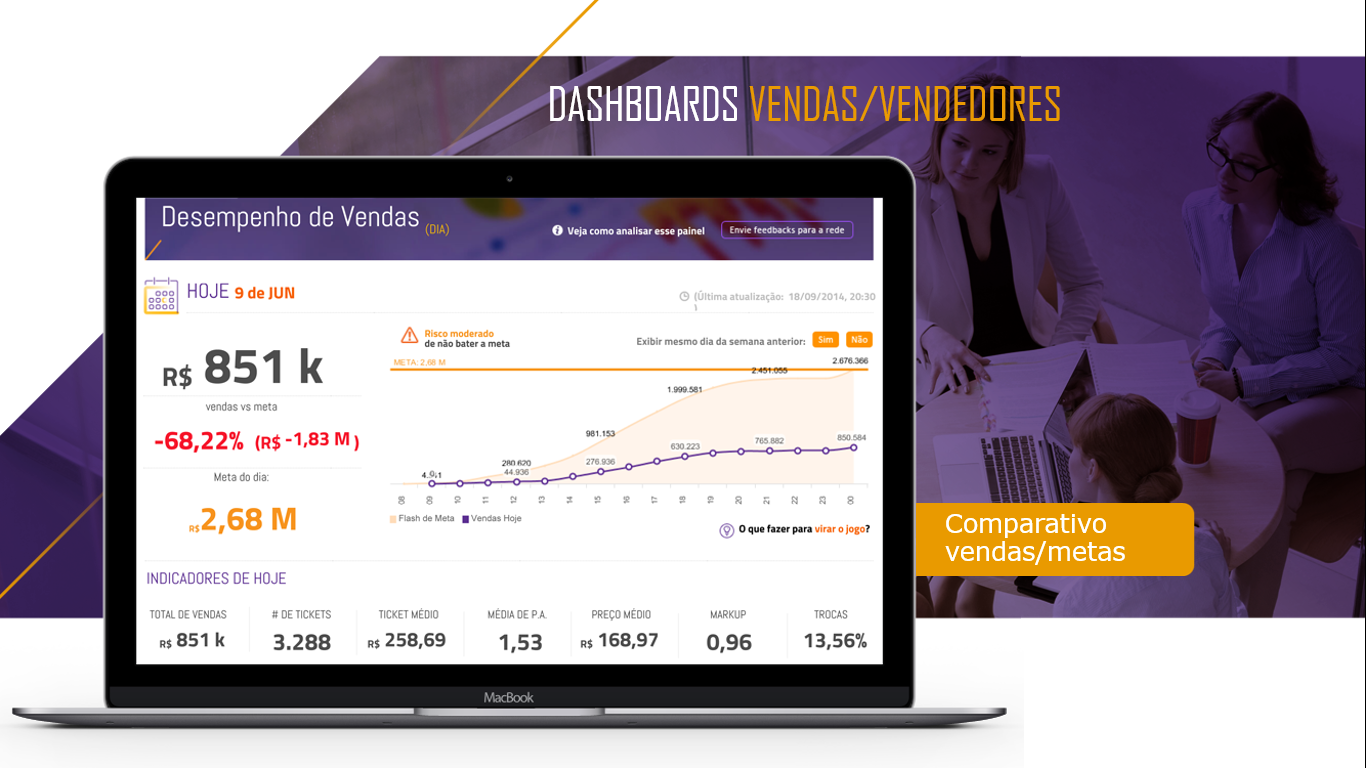 DASHBOARDS VENDAS/VENDEDORES
Desempenho de Vendas (DIA)
Veja como analisar esse painel
Envie feedbacks para a rede
HOJE 9 de JUN
(Última atualização: 18/09/2014, 20:30
)
Risco moderado
de não bater a meta
Exibir mesmo dia da semana anterior: Sim Não
META: 2.68 M
2.676.366
2.451.055
1.999.581
981.153
280.620
850.584
765.882
630.223
276.936
44.936
08 09 10 11 12 13 14 15 16 17 18 19 20 21 22 23 00
Flash de Meta Vendas Hoje
O que fazer para virar o jogo?
R$ 851 k
vendas vs meta
-68,22% (R$ -1,83 M )
Meta do dia:
R$ 2,68 M
Comparativo
vendas/metas
INDICADORES DE HOJE
TOTAL DE VENDAS # DE TICKETS TICKET MÉDIO MÉDIA DE P.A. PREÇO MÉDIO MARKUP TROCAS
R$ 851 k 3.288 R$ 258,69 1,53 R$ 168,97 0,96 13,56%
MacBook